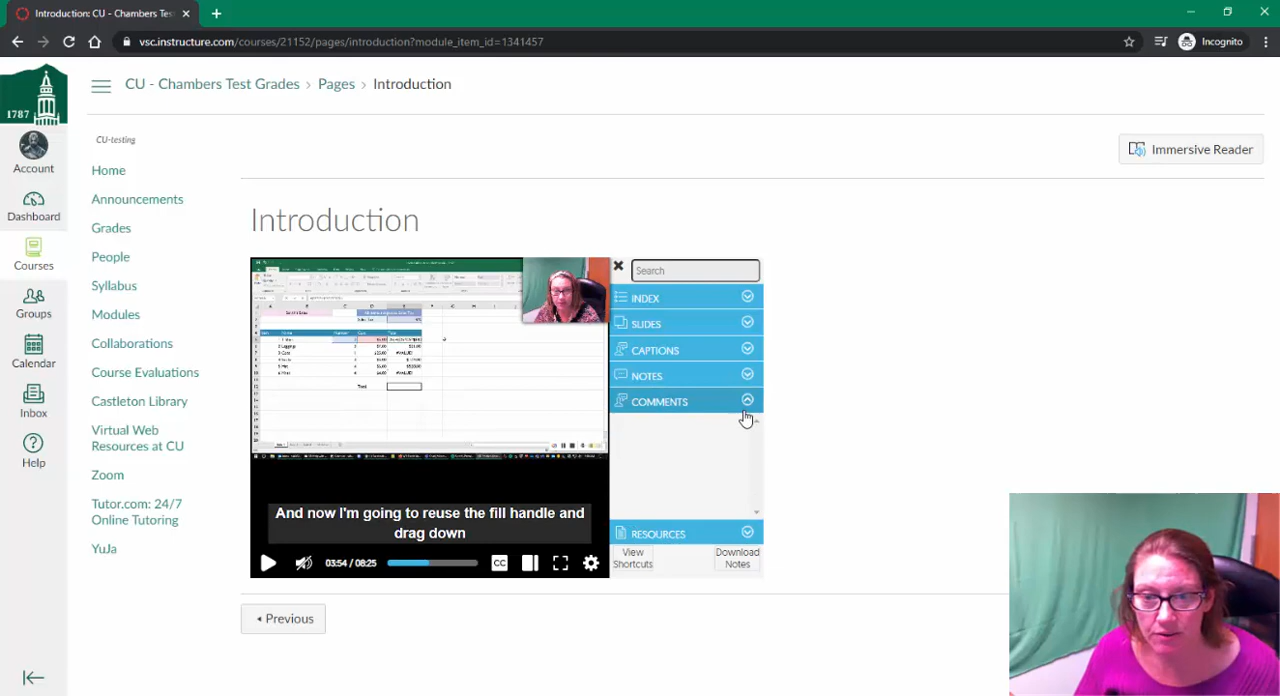 Introduction: CU - Chambers Tes
vsc.instructure.com/courses/21152/pages/introduction?module_item_id=1341457
Incognito
1787
CU - Chambers Test Grades › Pages › Introduction
CU-testing
Immersive Reader
Account
Dashboard
Courses
Groups
Calendar
Inbox
Help
Home
Announcements
Grades
People
Syllabus
Modules
Collaborations
Course Evaluations
Castleton Library
Virtual Web
Resources at CU
Zoom
Tutor.com: 24/7
Online Tutoring
YuJa
Introduction
Search
INDEX
SLIDES
CAPTIONS
NOTES
COMMENTS
RESOURCES
View
Shortcuts
Download
Notes
Total
And now I'm going to reuse the fill handle and
drag down
03:54 / 08:25
CC
Previous